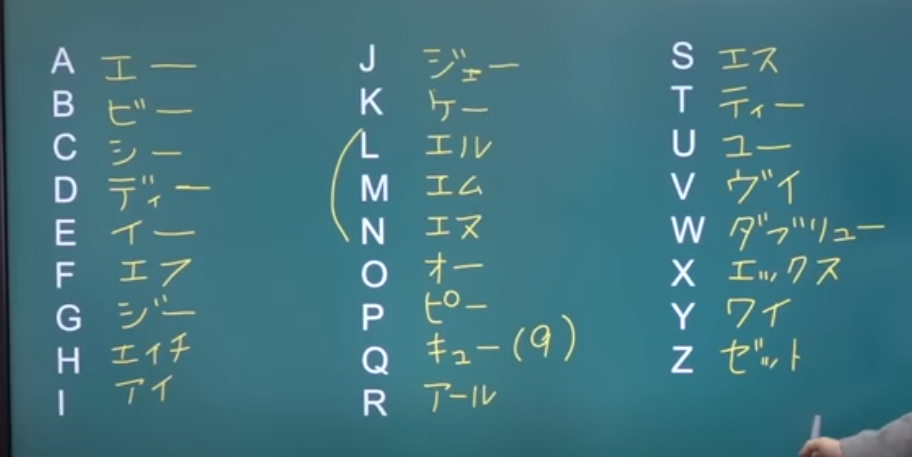 A エー
B ビー
C シー
D ディー
E イー
F エフ
G ジー
H エイチ
I アイ
J ジェー
K ケー
L エル
M エム
N エヌ
O オー
P ピー
Q キュー(9)
R アール
S エス
T ティー
U ユー
V ヴイ
W ダブリュー
X エックス
Y ワイ
Z ゼット